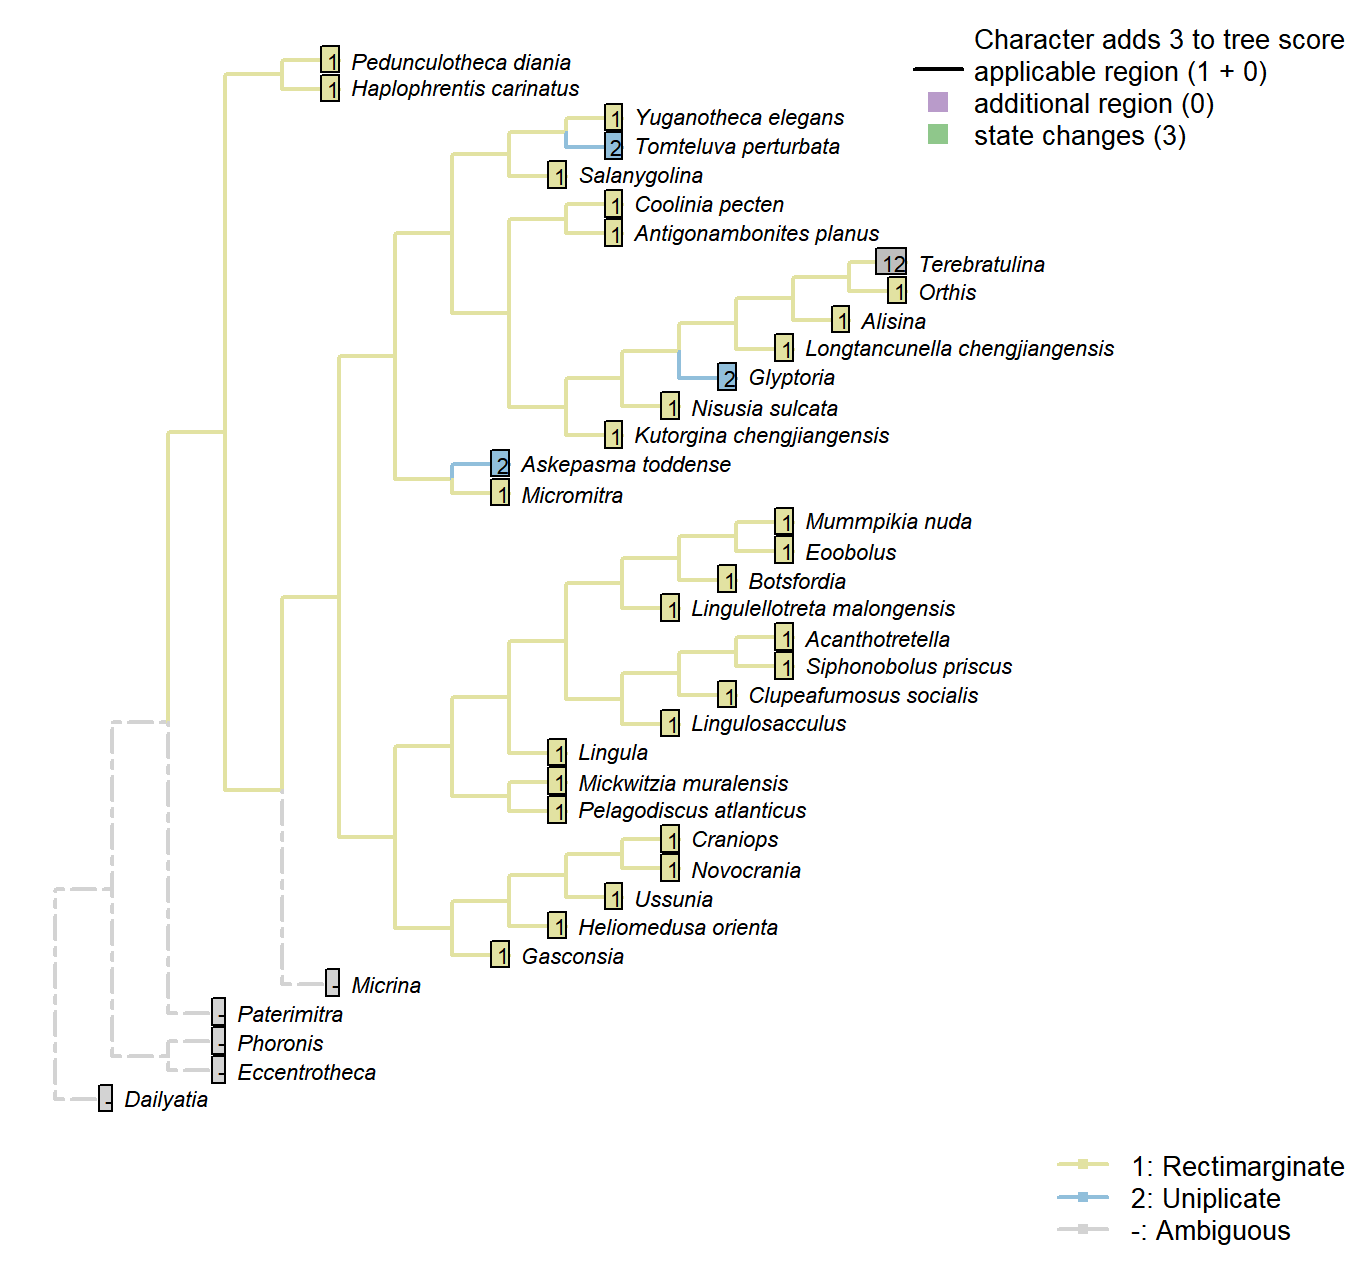 Character adds 3 to tree score
applicable region (1 + 0)
additional region (0)
state changes (3)
1 Pedunculotheca diania
1 Haplophrentis carinatus
1 Yuganotheca elegans
2 Tomteluva perturbata
1 Salanygolina
1 Coolinia pecten
1 Antigonambonites planus
12 Terebratulina
1 Orthis
1 Alisina
1 Longtancunella chengjiangensis
2 Glyptoria
1 Nisusia sulcata
1 Kutorgina chengjiangensis
2 Askepasma toddense
1 Micromitra
1 Mummpikia nuda
1 Eoobolus
1 Botsfordia
1 Lingulellotreta malongensis
1 Acanthotretella
1 Siphonobolus priscus
1 Clupeafumosus socialis
1 Lingulosacculus
1 Lingula
1 Mickwitzia muralensis
1 Pelagodiscus atlanticus
1 Craniops
1 Novocrania
1 Ussunia
1 Heliomedusa orienta
1 Gasconsia
- Micrina
- Paterimitra
- Phoronis
- Eccentrotheca
- Dailyatia
1: Rectimarginate
2: Uniplicate
-: Ambiguous